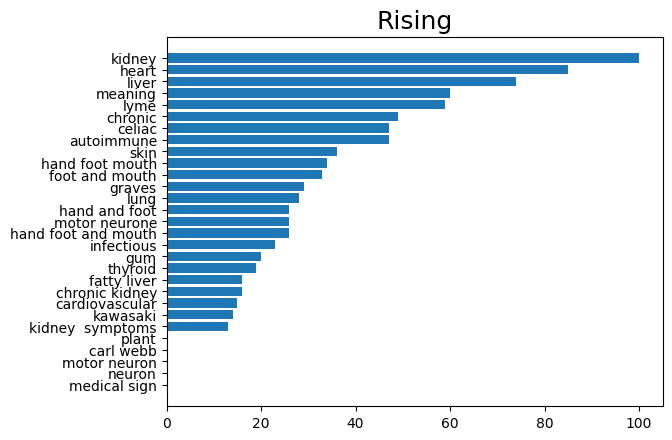 Rising
kidney
heart
liver
meaning
lyme
chronic
celiac
autoimmune
skin
hand foot mouth
foot and mouth
graves
lung
hand and foot
motor neurone
hand foot and mouth
infectious
gum
thyroid
fatty liver
chronic kidney
cardiovascular
kawasaki
kidney  symptoms
plant
carl webb
motor neuron
neuron
medical sign
0 20 40 60 80 100